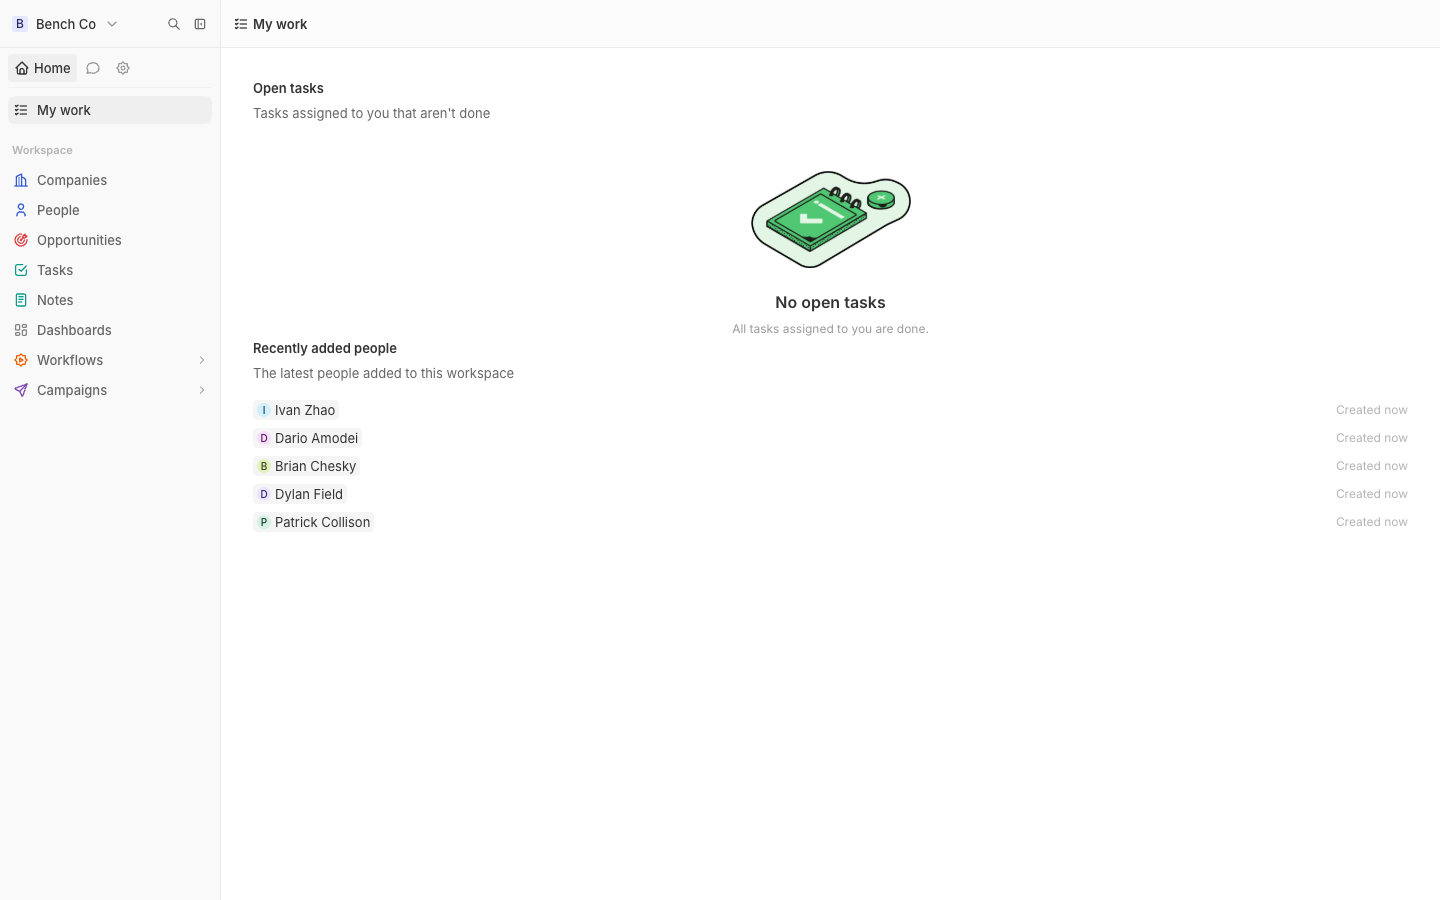 B Bench Co
My work
Home
My work
Workspace
Companies
People
Opportunities
Tasks
Notes
Dashboards
Workflows
Campaigns
Open tasks
Tasks assigned to you that aren't done
No open tasks
All tasks assigned to you are done.
Recently added people
The latest people added to this workspace
I Ivan Zhao Created now
D Dario Amodei Created now
B Brian Chesky Created now
D Dylan Field Created now
P Patrick Collison Created now